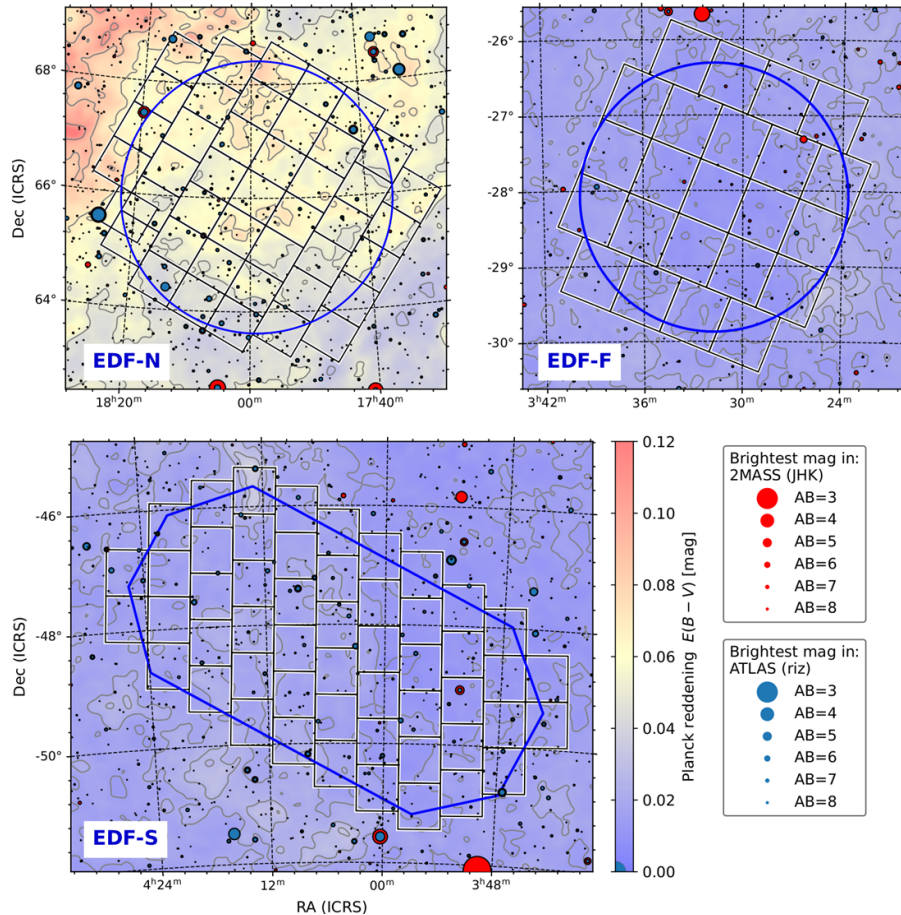 68°
66°
64°
Dec (ICRS)
EDF-N
18ʰ20ᵐ
00ᵐ
17ʰ40ᵐ
-26°
-27°
-28°
-29°
-30°
EDF-F
3ʰ42ᵐ
36ᵐ
30ᵐ
24ᵐ
-46°
-48°
-50°
Dec (ICRS)
EDF-S
4ʰ24ᵐ
12ᵐ
00ᵐ
3ʰ48ᵐ
RA (ICRS)
0.12
0.10
0.08
0.06
0.04
0.02
0.00
Planck reddening E(B − V) [mag]
Brightest mag in:
2MASS (JHK)
AB=3
AB=4
AB=5
AB=6
AB=7
AB=8
Brightest mag in:
ATLAS (riz)
AB=3
AB=4
AB=5
AB=6
AB=7
AB=8